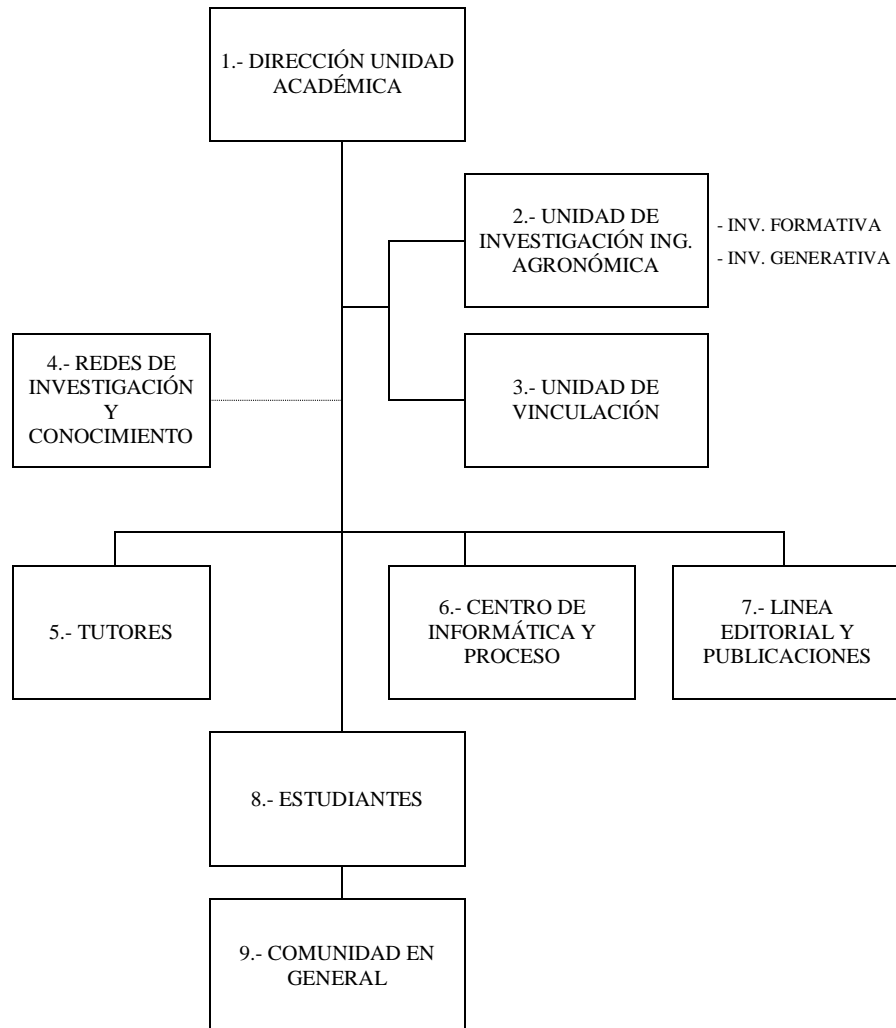 1.- DIRECCIÓN UNIDAD
ACADÉMICA
2.- UNIDAD DE
INVESTIGACIÓN ING.
AGRONÓMICA
- INV. FORMATIVA
- INV. GENERATIVA
4.- REDES DE
INVESTIGACIÓN
Y
CONOCIMIENTO
3.- UNIDAD DE
VINCULACIÓN
5.- TUTORES
6.- CENTRO DE
INFORMÁTICA Y
PROCESO
7.- LINEA
EDITORIAL Y
PUBLICACIONES
8.- ESTUDIANTES
9.- COMUNIDAD EN
GENERAL